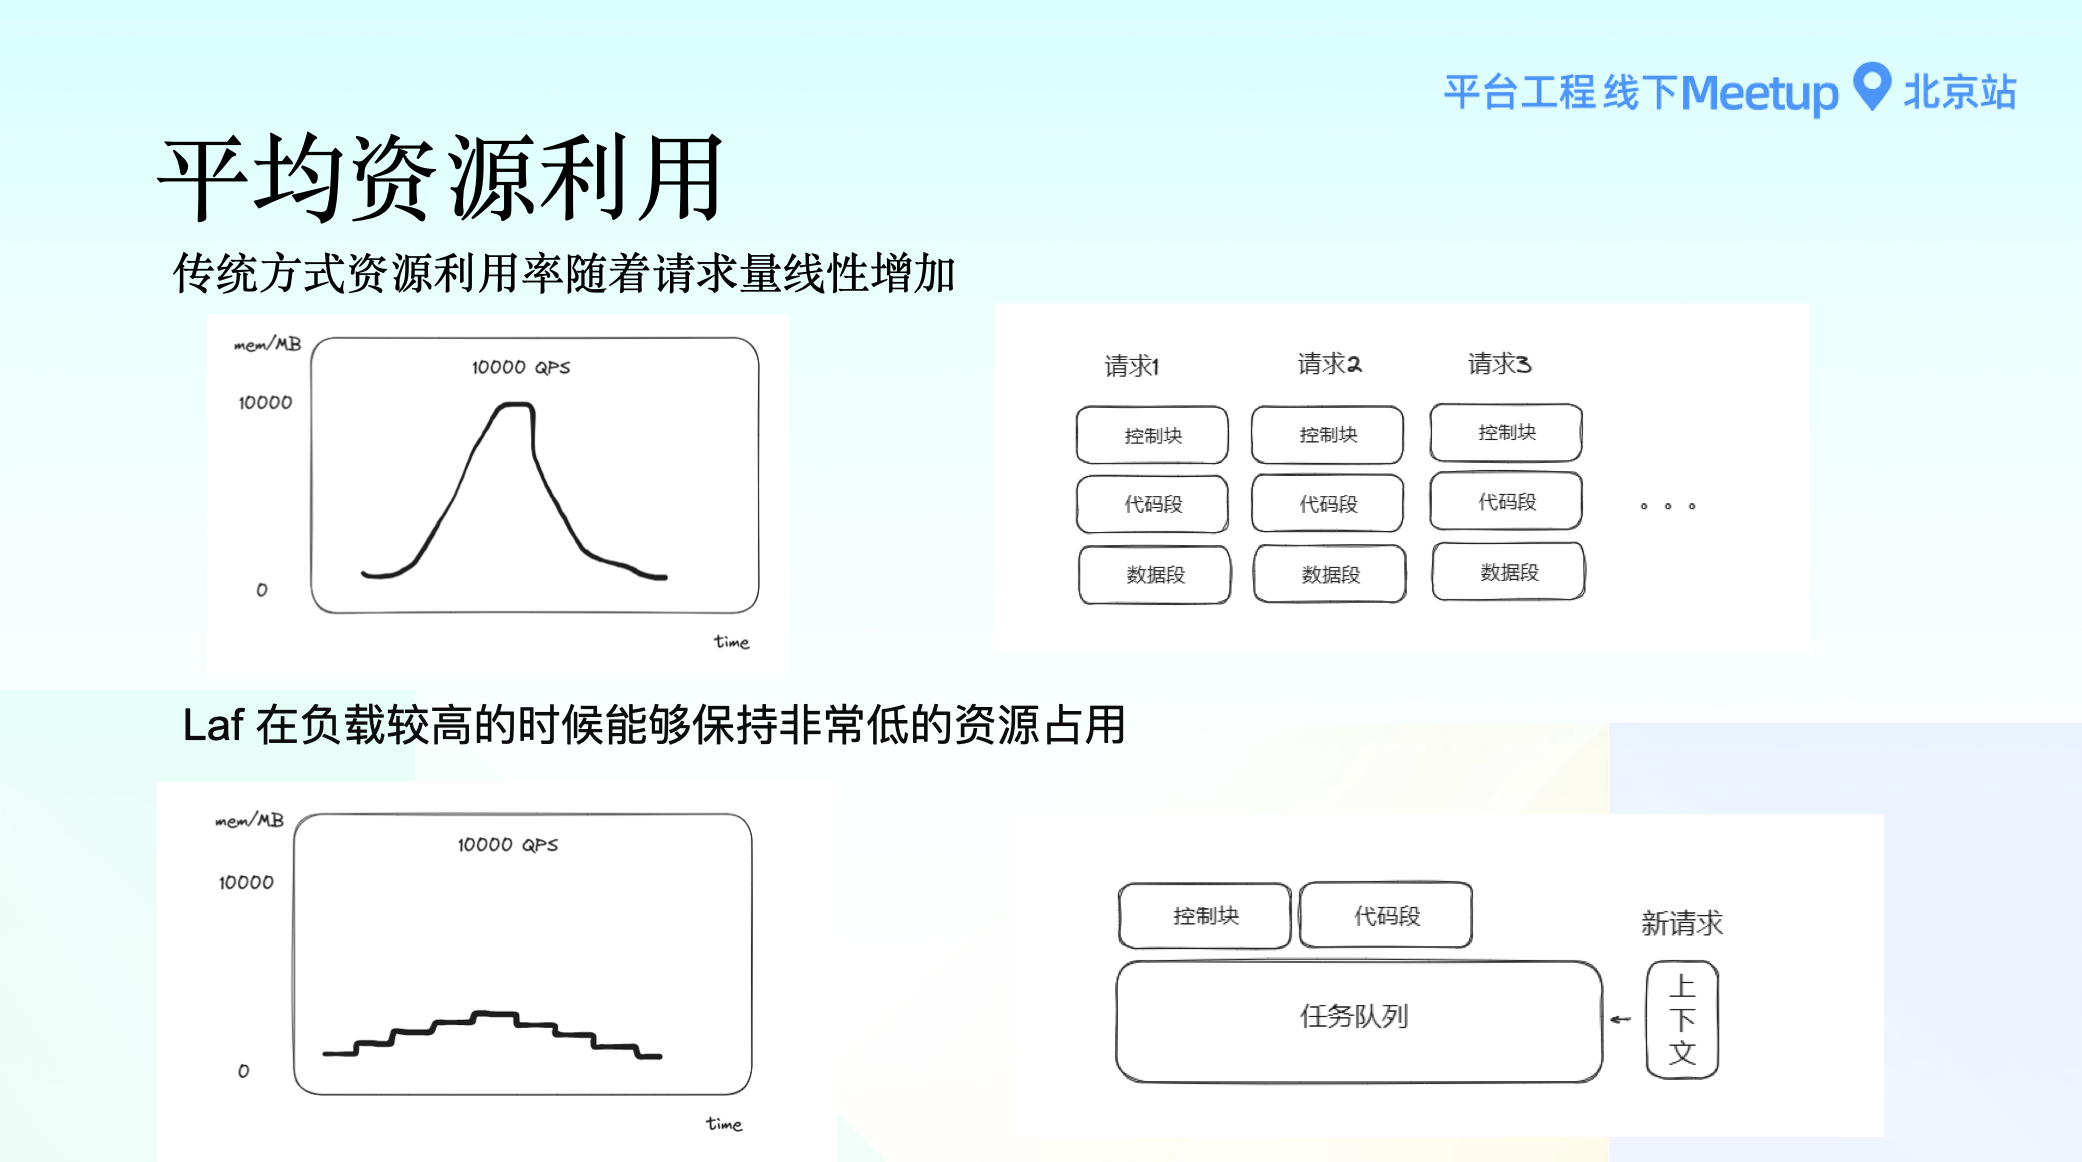 平台工程 线下Meetup 北京站
平均资源利用
传统方式资源利用率随着请求量线性增加
mem/MB
10000 QPS
10000
0
time
请求1 请求2 请求3
控制块 控制块 控制块
代码段 代码段 代码段
数据段 数据段 数据段
Laf 在负载较高的时候能够保持非常低的资源占用
mem/MB
10000 QPS
10000
0
time
控制块 代码段
新请求
任务队列
上
下
文